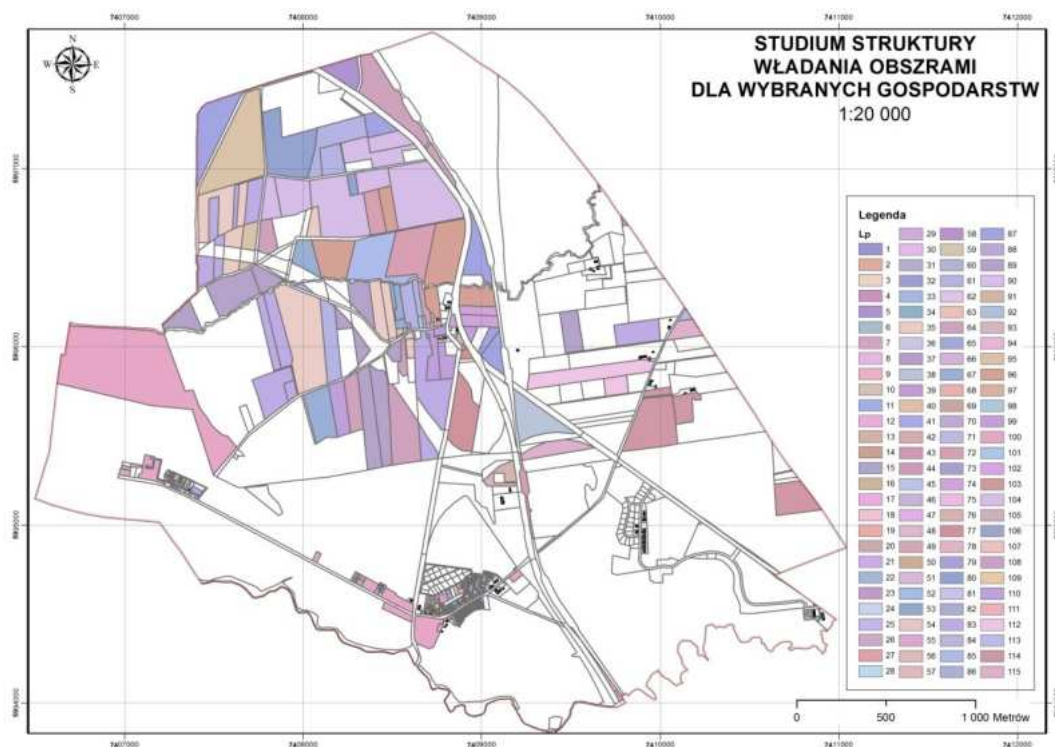 7407000 7408000 7409000 7410000 7411000 7412000
N
W E
S
STUDIUM STRUKTURY
WŁADANIA OBSZRAMI
DLA WYBRANYCH GOSPODARSTW
1:20 000
Legenda
Lp 29 58 87
1 30 59 88
2 31 60 89
3 32 61 90
4 33 62 91
5 34 63 92
6 35 64 93
7 36 65 94
8 37 66 95
9 38 67 96
10 39 68 97
11 40 69 98
12 41 70 99
13 42 71 100
14 43 72 101
15 44 73 102
16 45 74 103
17 46 75 104
18 47 76 105
19 48 77 106
20 49 78 107
21 50 79 108
22 51 80 109
23 52 81 110
24 53 82 111
25 54 83 112
26 55 84 113
27 56 85 114
28 57 86 115
0 500 1 000 Metrów
7407000 7408000 7409000 7410000 7411000 7412000